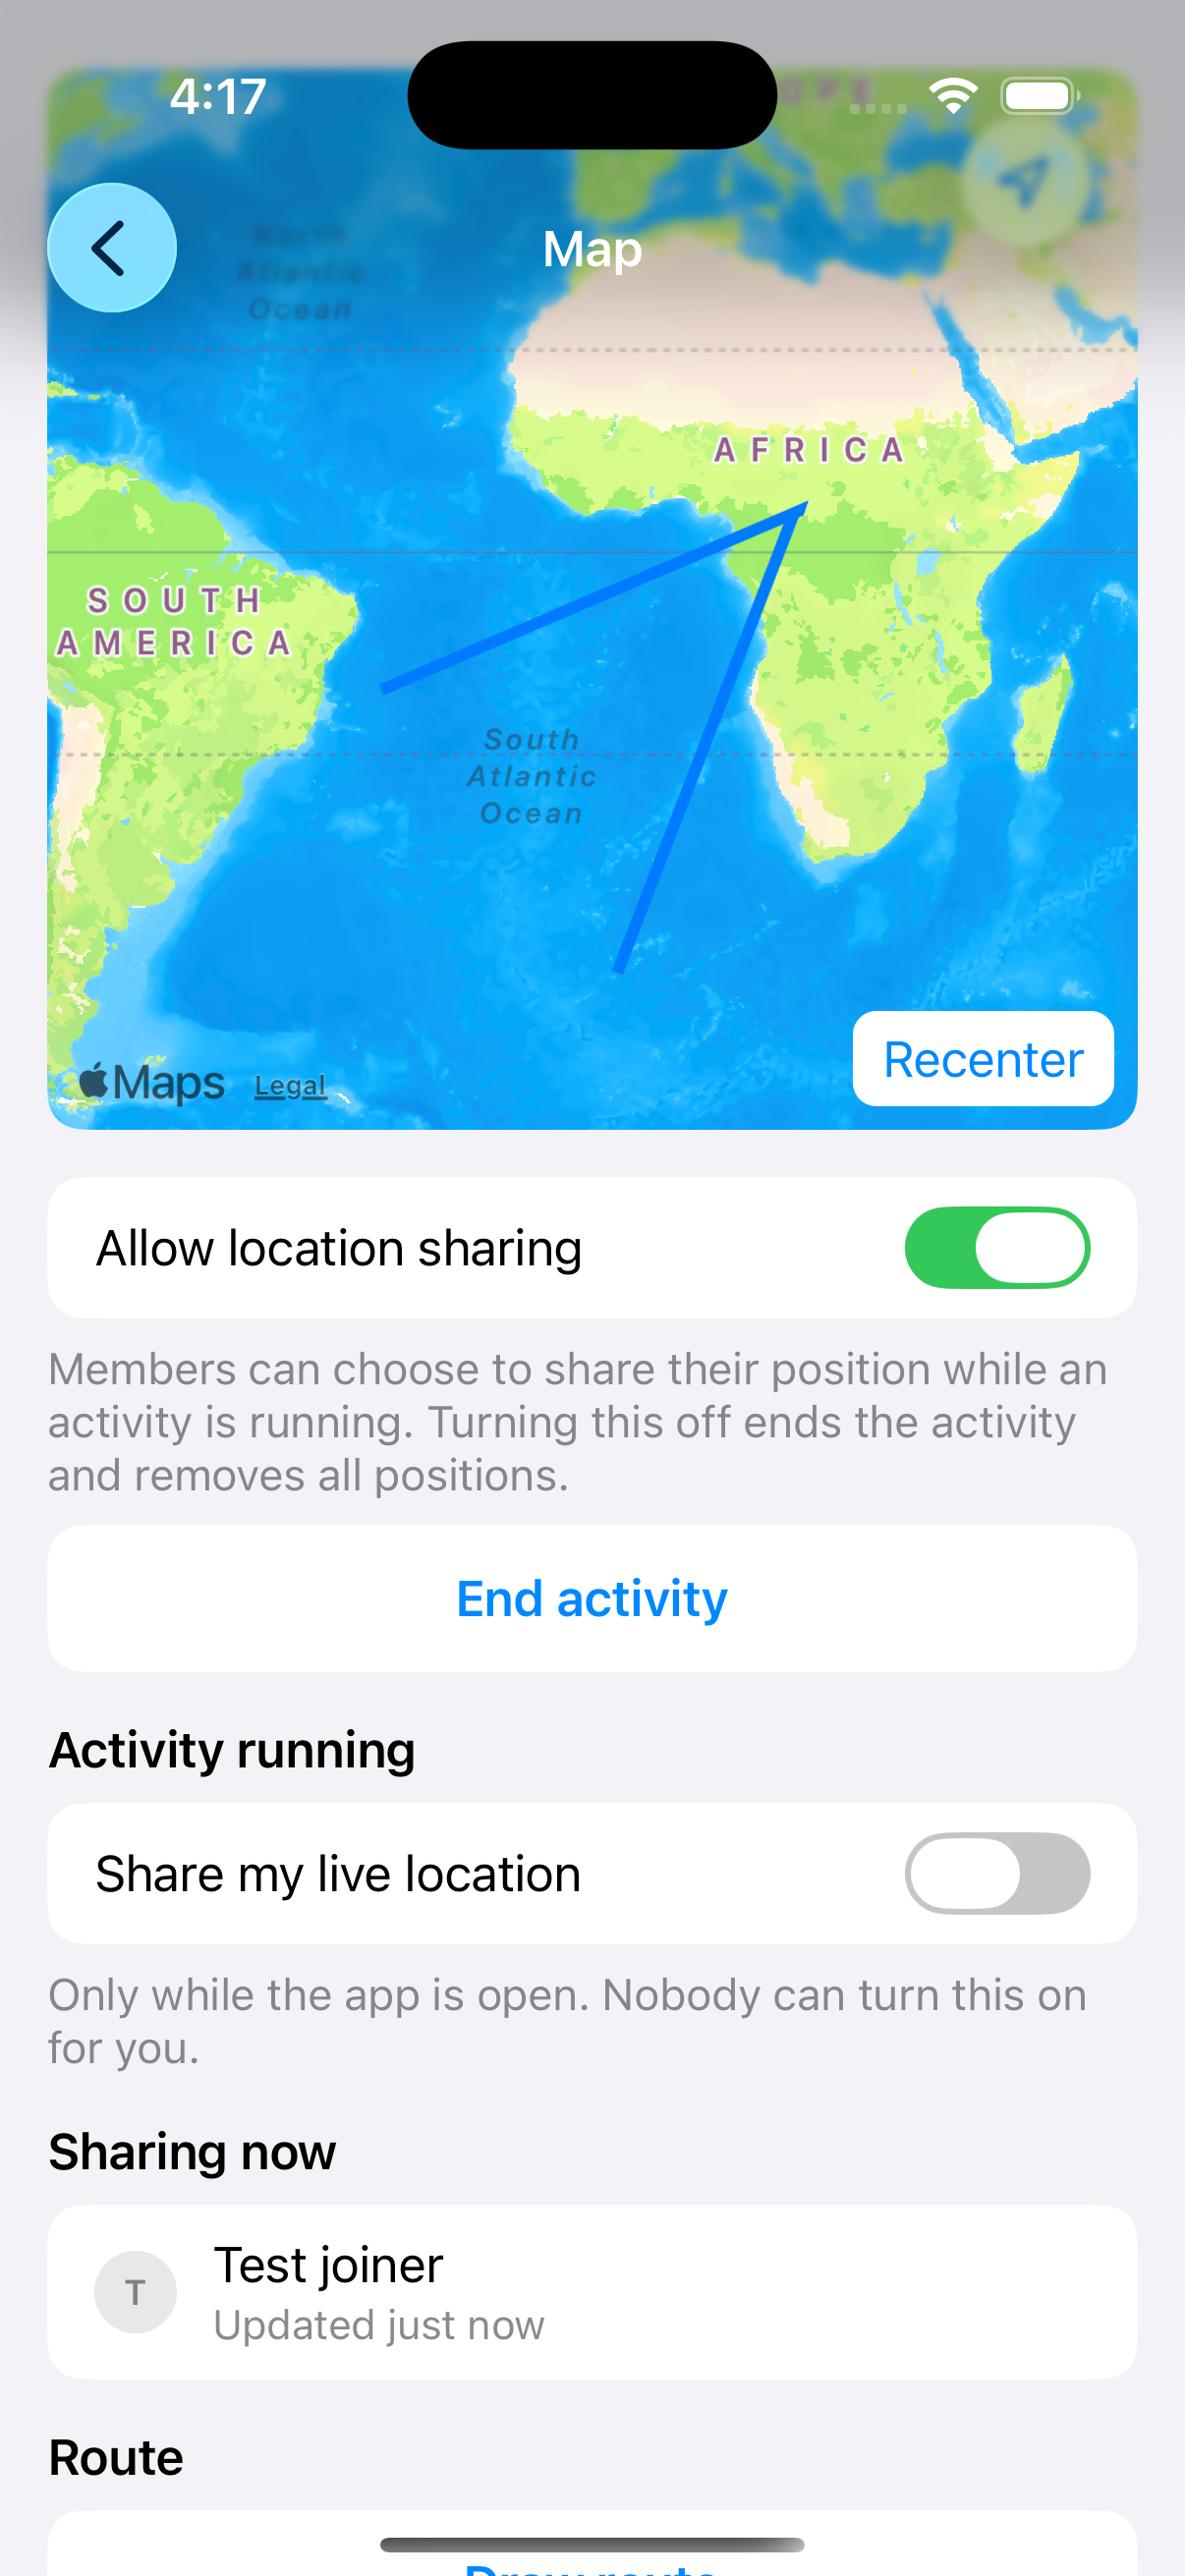 4:17
Map
North
Atlantic
Ocean
AFRICA
SOUTH
AMERICA
South
Atlantic
Ocean
Maps Legal
Recenter
Allow location sharing
Members can choose to share their position while an
activity is running. Turning this off ends the activity
and removes all positions.
End activity
Activity running
Share my live location
Only while the app is open. Nobody can turn this on
for you.
Sharing now
T
Test joiner
Updated just now
Route
Draw route